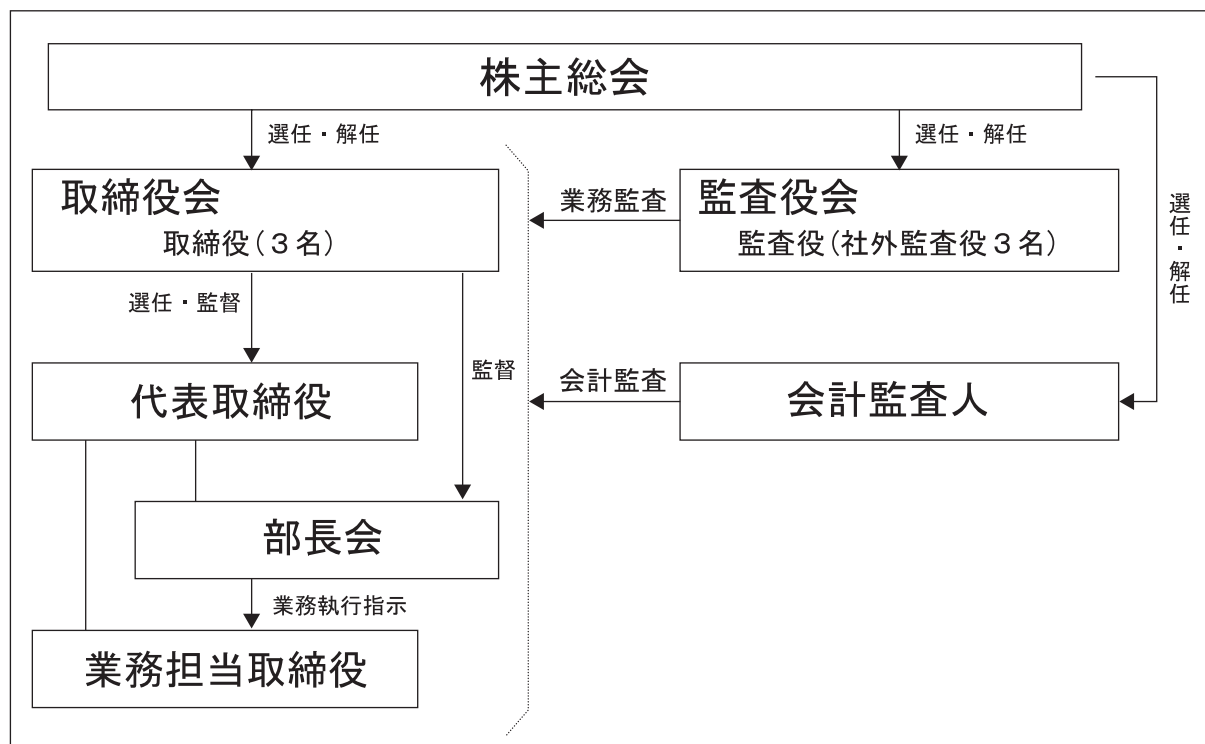 株主総会
選任・解任
選任・解任
選任・解任
取締役会
取締役(3名)
業務監査
監査役会
監査役(社外監査役3名)
選任・監督
監督
代表取締役
会計監査
会計監査人
部長会
業務執行指示
業務担当取締役